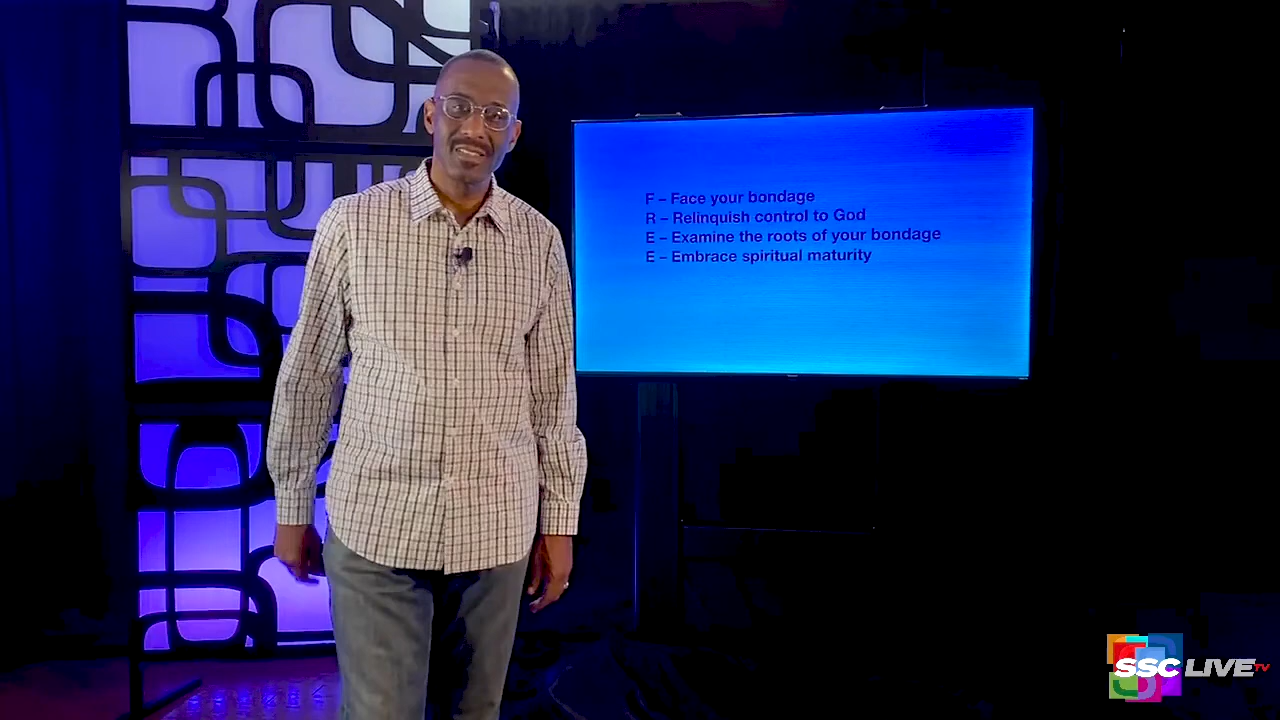 F – Face your bondage
R – Relinquish control to God
E – Examine the roots of your bondage
E – Embrace spiritual maturity
SSC LIVE TV